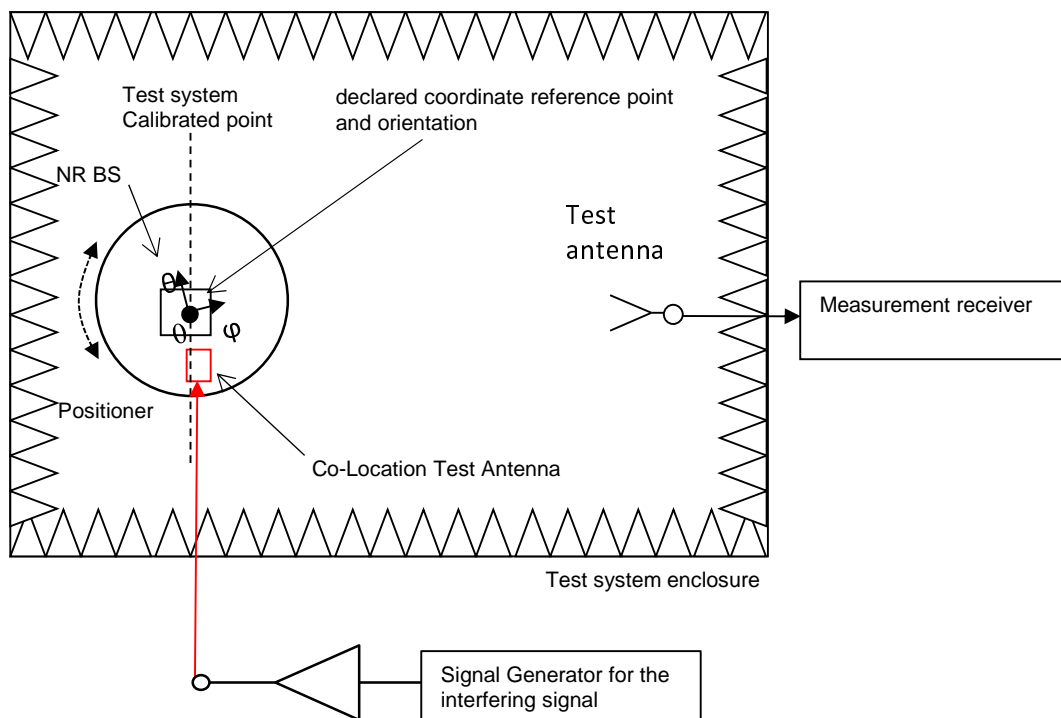 Test system
Calibrated point
declared coordinate reference point
and orientation
NR BS
Test
antenna
θ
θ
φ
Measurement receiver
Positioner
Co-Location Test Antenna
Test system enclosure
Signal Generator for the
interfering signal